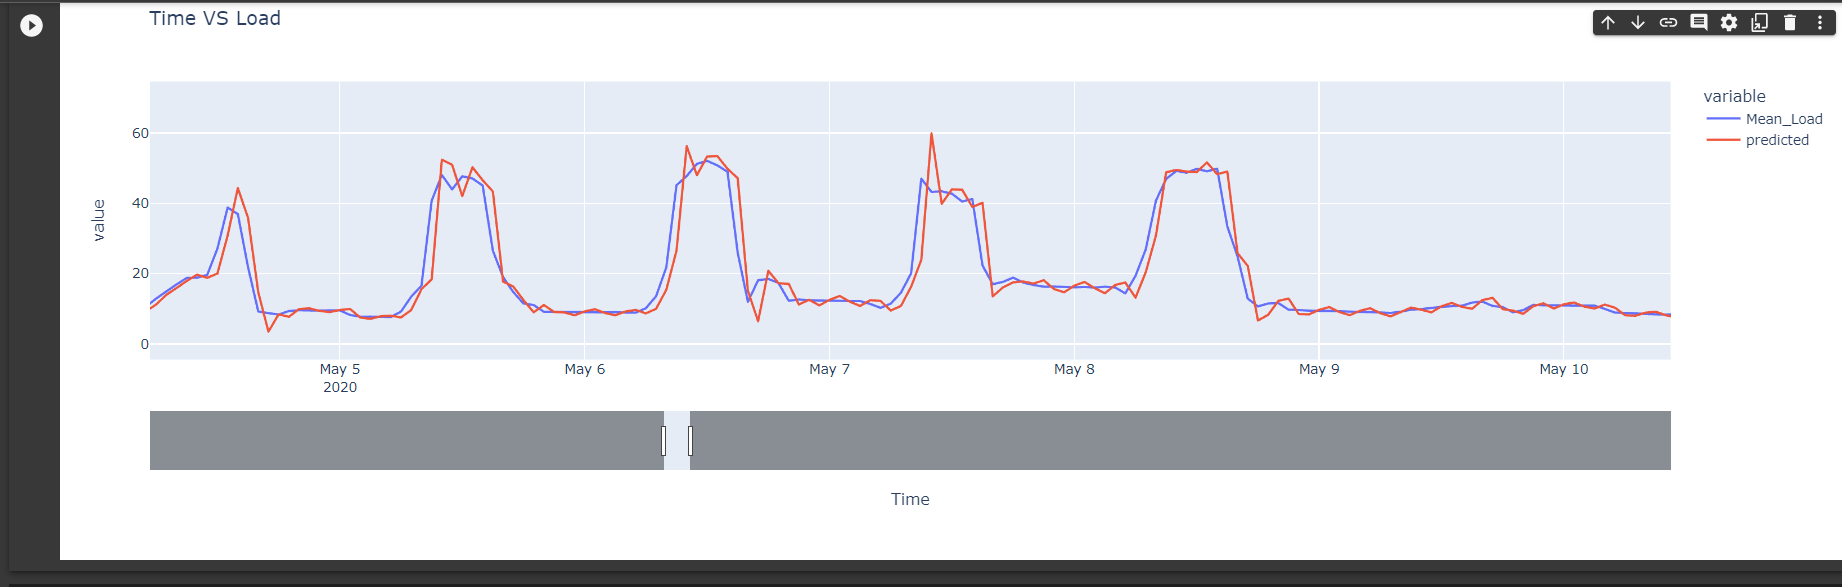 Time VS Load
variable
Mean_Load
predicted
value
60
40
20
0
May 5
2020
May 6
May 7
May 8
May 9
May 10
Time